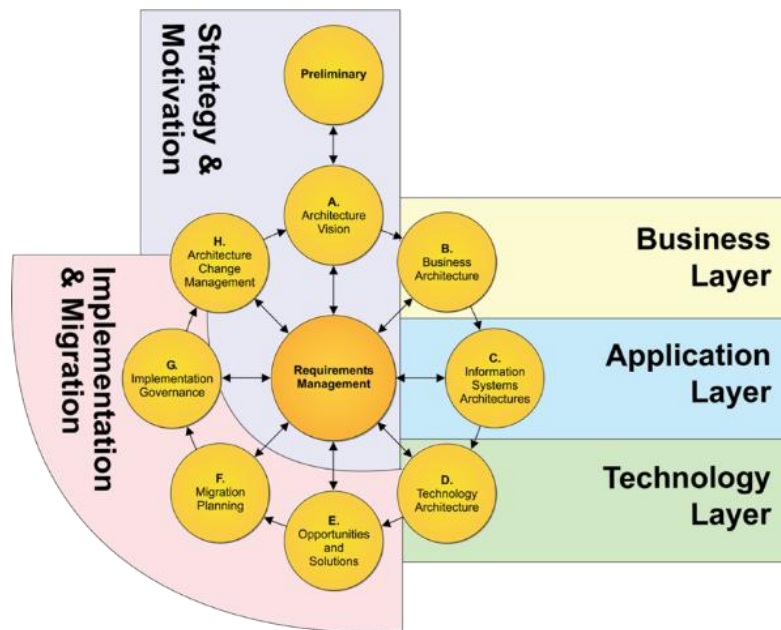 Strategy &
Motivation
Preliminary
A.
Architecture
Vision
H.
Architecture
Change
Management
B.
Business
Architecture
Business
Layer
Implementation
& Migration
G.
Implementation
Governance
Requirements
Management
C.
Information
Systems
Architectures
Application
Layer
F.
Migration
Planning
E.
Opportunities
and
Solutions
D.
Technology
Architecture
Technology
Layer